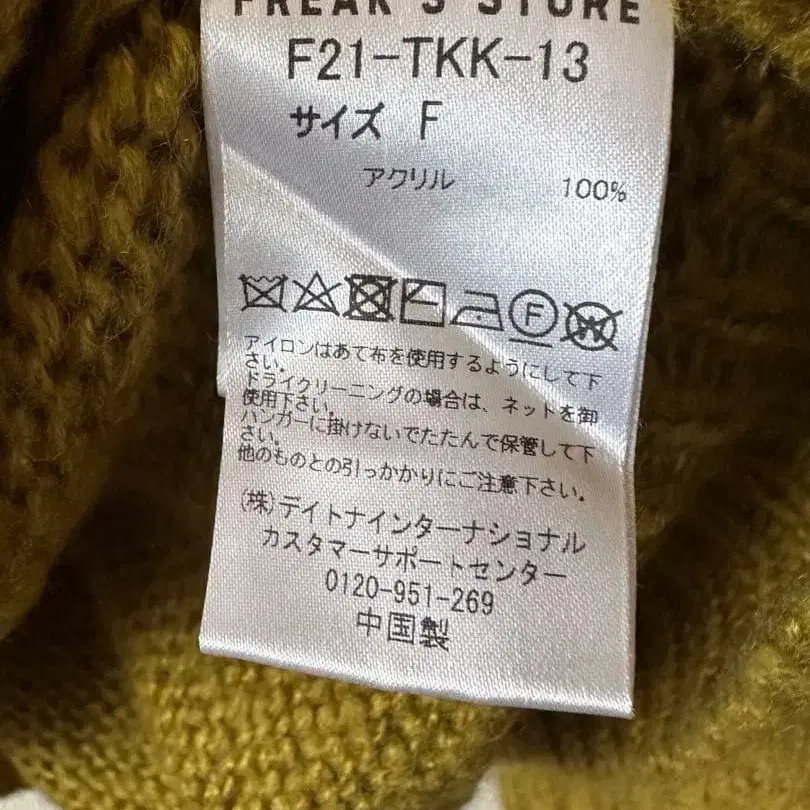 FREAK'S STORE
F21-TKK-13
サイズ F
アクリル 100%
F W
アイロンはあて布を使用するようにして下
さい。
ドライクリーニングの場合は、ネットを御
使用下さい。
ハンガーに掛けないでたたんで保管して下
さい。
他のものとの引っかかりにご注意下さい。
(株)デイトナインターナショナル
カスタマーサポートセンター
0120-951-269
中国製